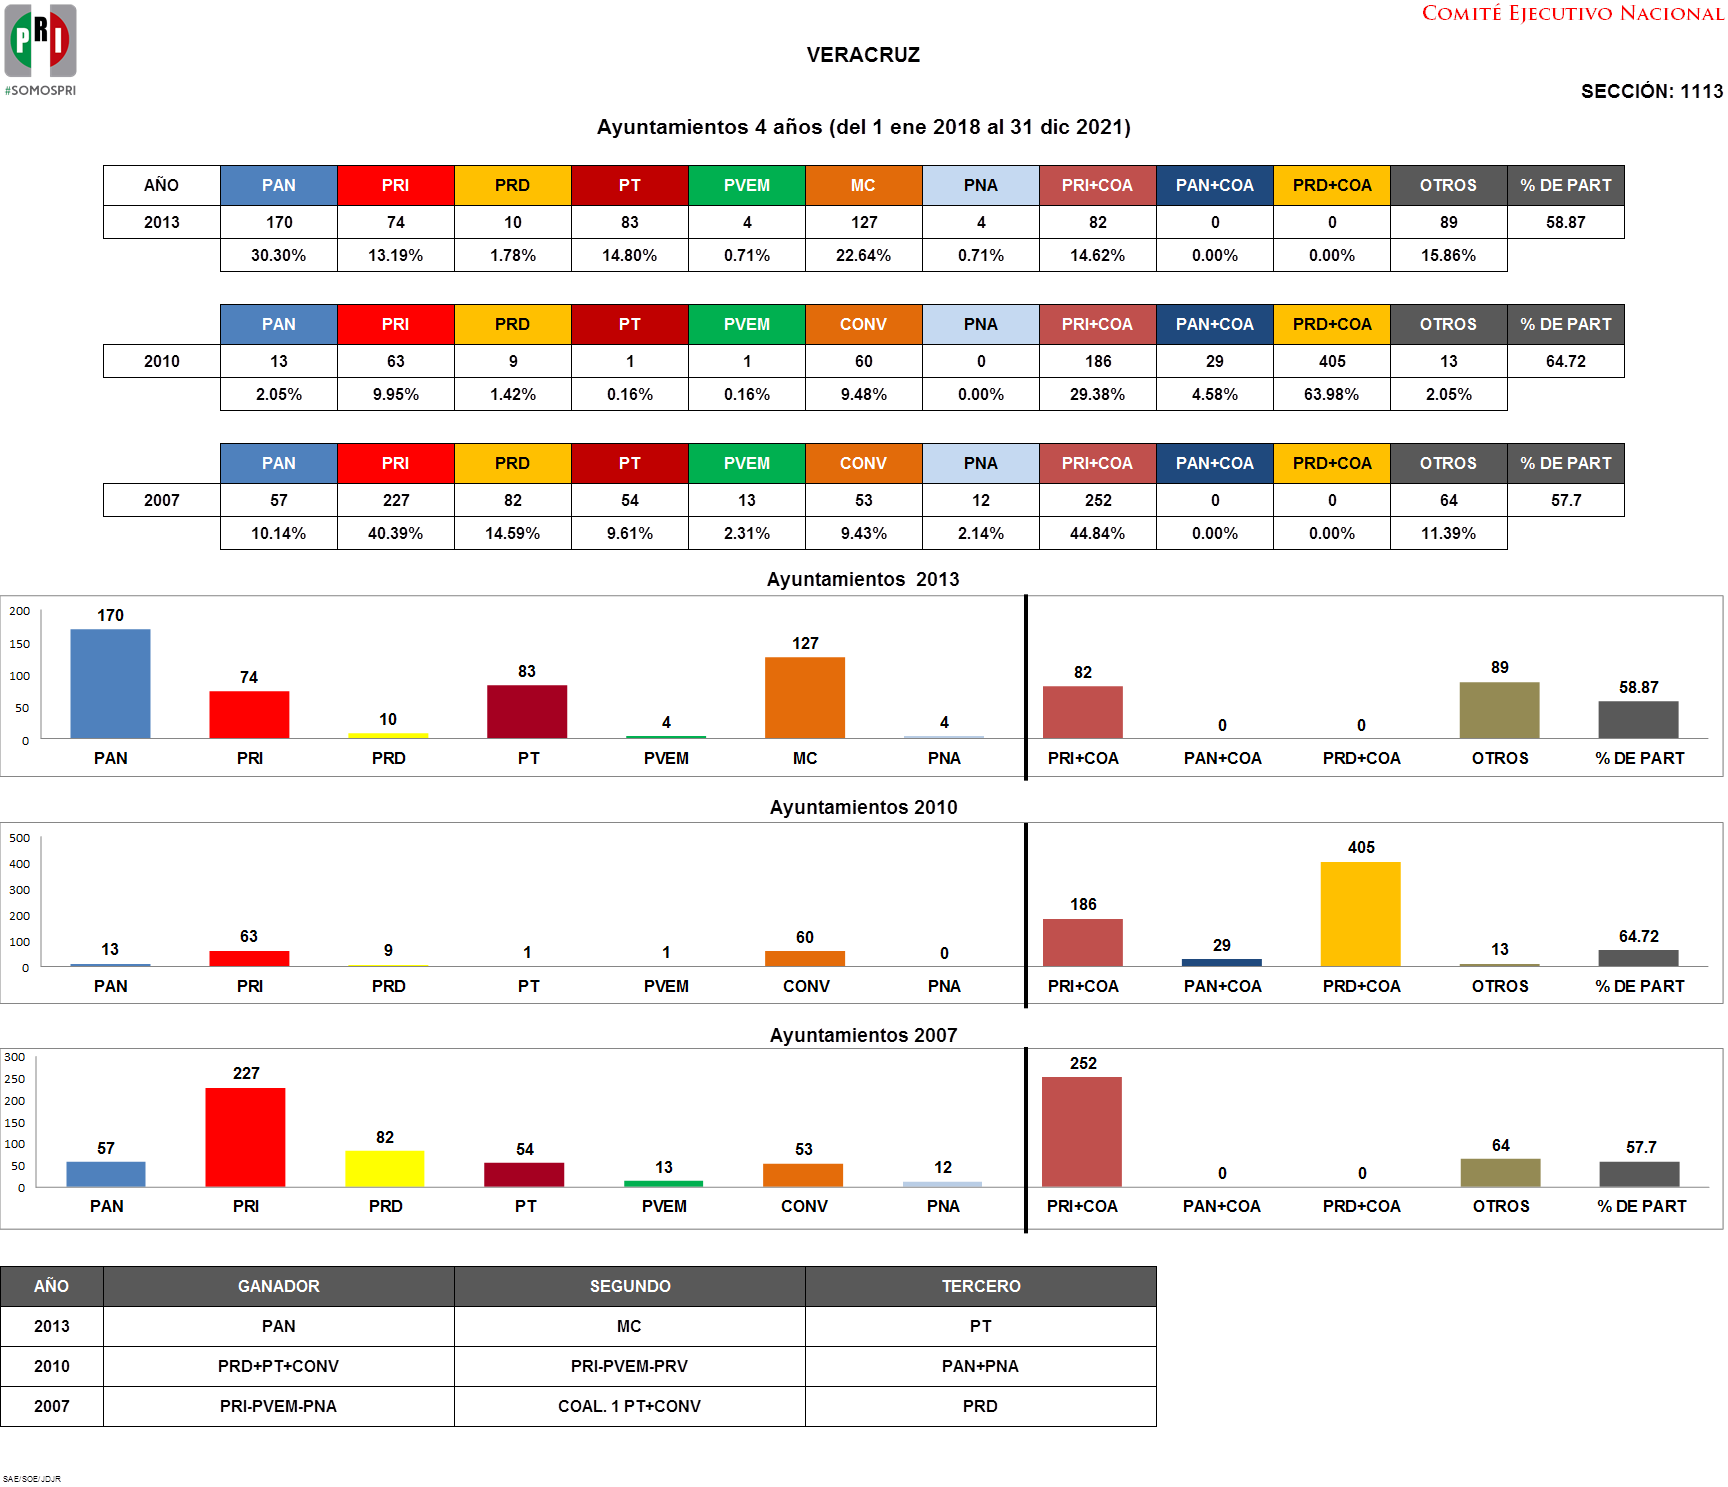 PRI
#SOMOSPRI
COMITÉ EJECUTIVO NACIONAL
VERACRUZ
SECCIÓN: 1113
Ayuntamientos 4 años (del 1 ene 2018 al 31 dic 2021)
AÑO PAN PRI PRD PT PVEM MC PNA PRI+COA PAN+COA PRD+COA OTROS % DE PART
2013 170 74 10 83 4 127 4 82 0 0 89 58.87
30.30% 13.19% 1.78% 14.80% 0.71% 22.64% 0.71% 14.62% 0.00% 0.00% 15.86%
PAN PRI PRD PT PVEM CONV PNA PRI+COA PAN+COA PRD+COA OTROS % DE PART
2010 13 63 9 1 1 60 0 186 29 405 13 64.72
2.05% 9.95% 1.42% 0.16% 0.16% 9.48% 0.00% 29.38% 4.58% 63.98% 2.05%
PAN PRI PRD PT PVEM CONV PNA PRI+COA PAN+COA PRD+COA OTROS % DE PART
2007 57 227 82 54 13 53 12 252 0 0 64 57.7
10.14% 40.39% 14.59% 9.61% 2.31% 9.43% 2.14% 44.84% 0.00% 0.00% 11.39%
Ayuntamientos 2013
200
150
100
50
0
170 74 10 83 4 127 4 82 0 0 89 58.87
PAN PRI PRD PT PVEM MC PNA PRI+COA PAN+COA PRD+COA OTROS % DE PART
Ayuntamientos 2010
500
400
300
200
100
0
13 63 9 1 1 60 0 186 29 405 13 64.72
PAN PRI PRD PT PVEM CONV PNA PRI+COA PAN+COA PRD+COA OTROS % DE PART
Ayuntamientos 2007
300
250
200
150
100
50
0
57 227 82 54 13 53 12 252 0 0 64 57.7
PAN PRI PRD PT PVEM CONV PNA PRI+COA PAN+COA PRD+COA OTROS % DE PART
AÑO GANADOR SEGUNDO TERCERO
2013 PAN MC PT
2010 PRD+PT+CONV PRI-PVEM-PRV PAN+PNA
2007 PRI-PVEM-PNA COAL. 1 PT+CONV PRD
SAE/SOE/JDJR